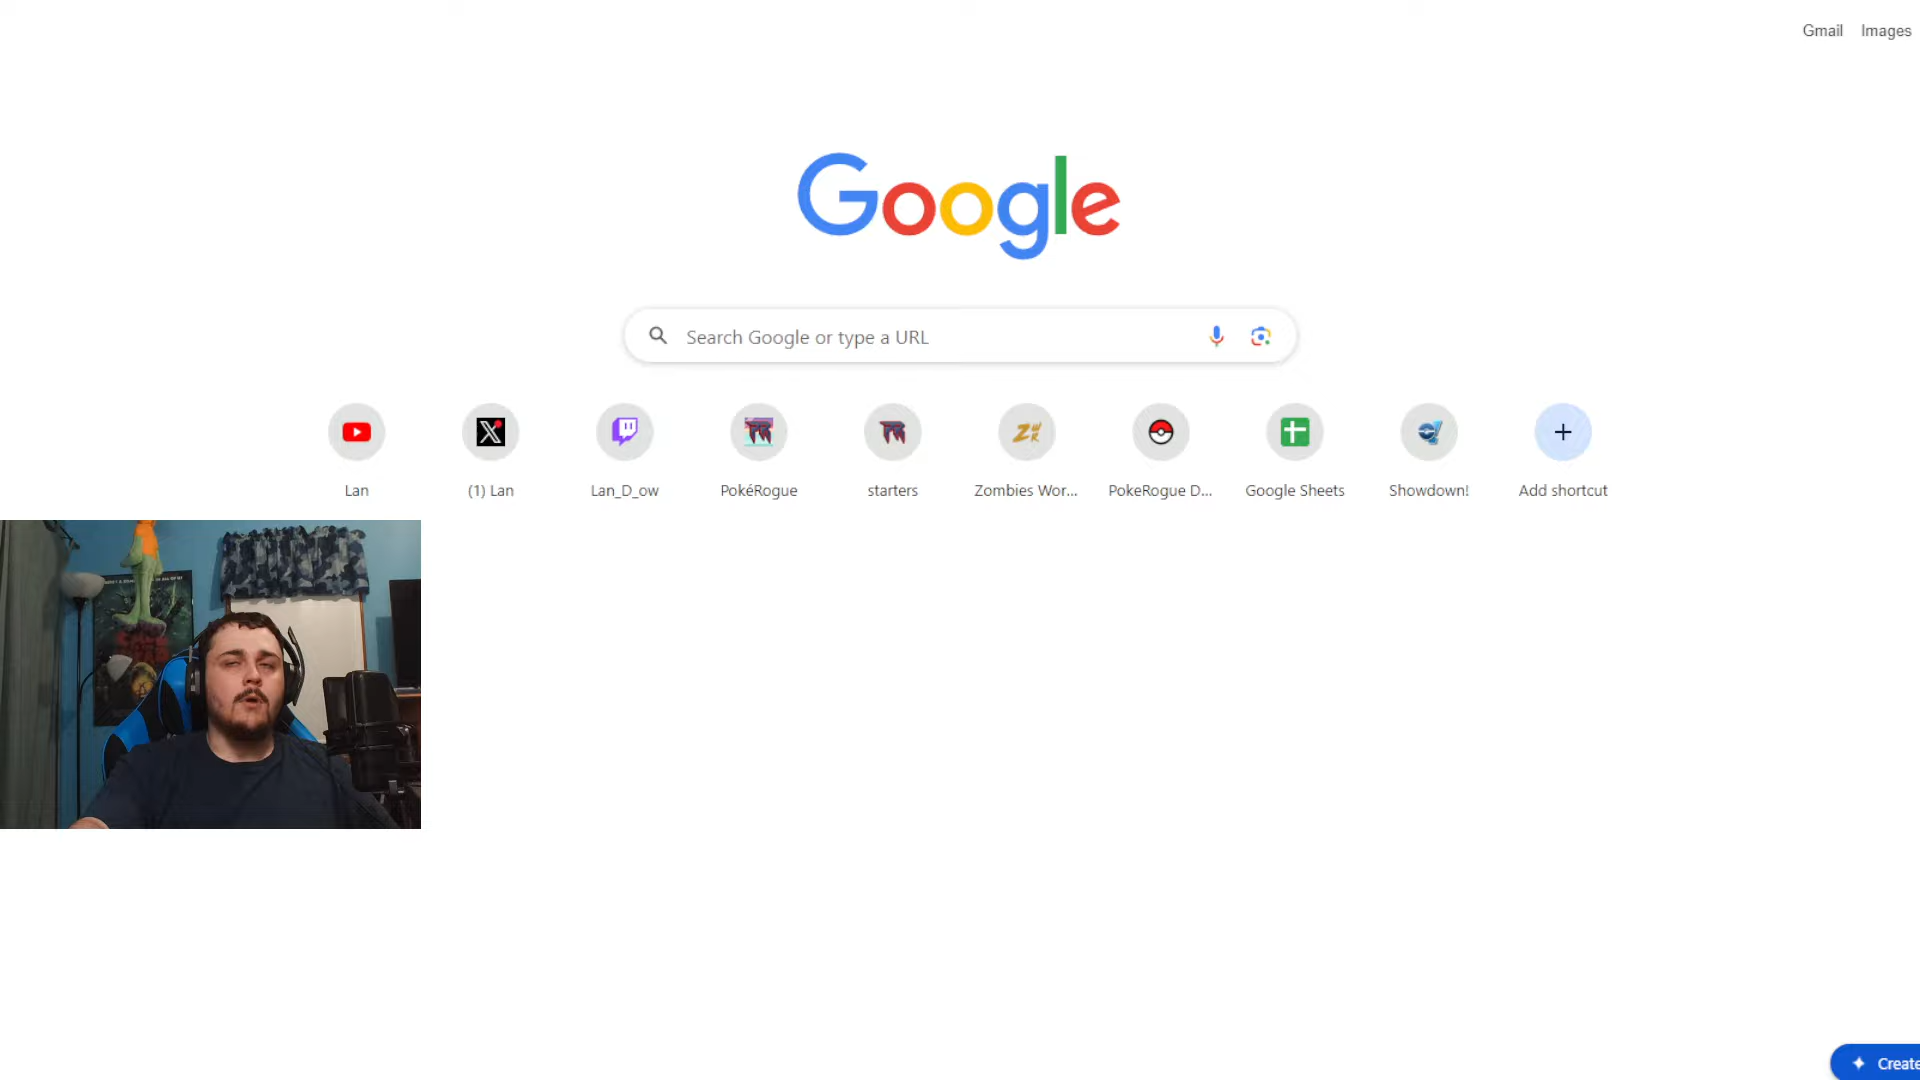 Gmail Images
Google
Search Google or type a URL
Lan (1) Lan Lan_D_ow PokéRogue starters Zombies Wor... PokeRogue D... Google Sheets Showdown! Add shortcut
Create